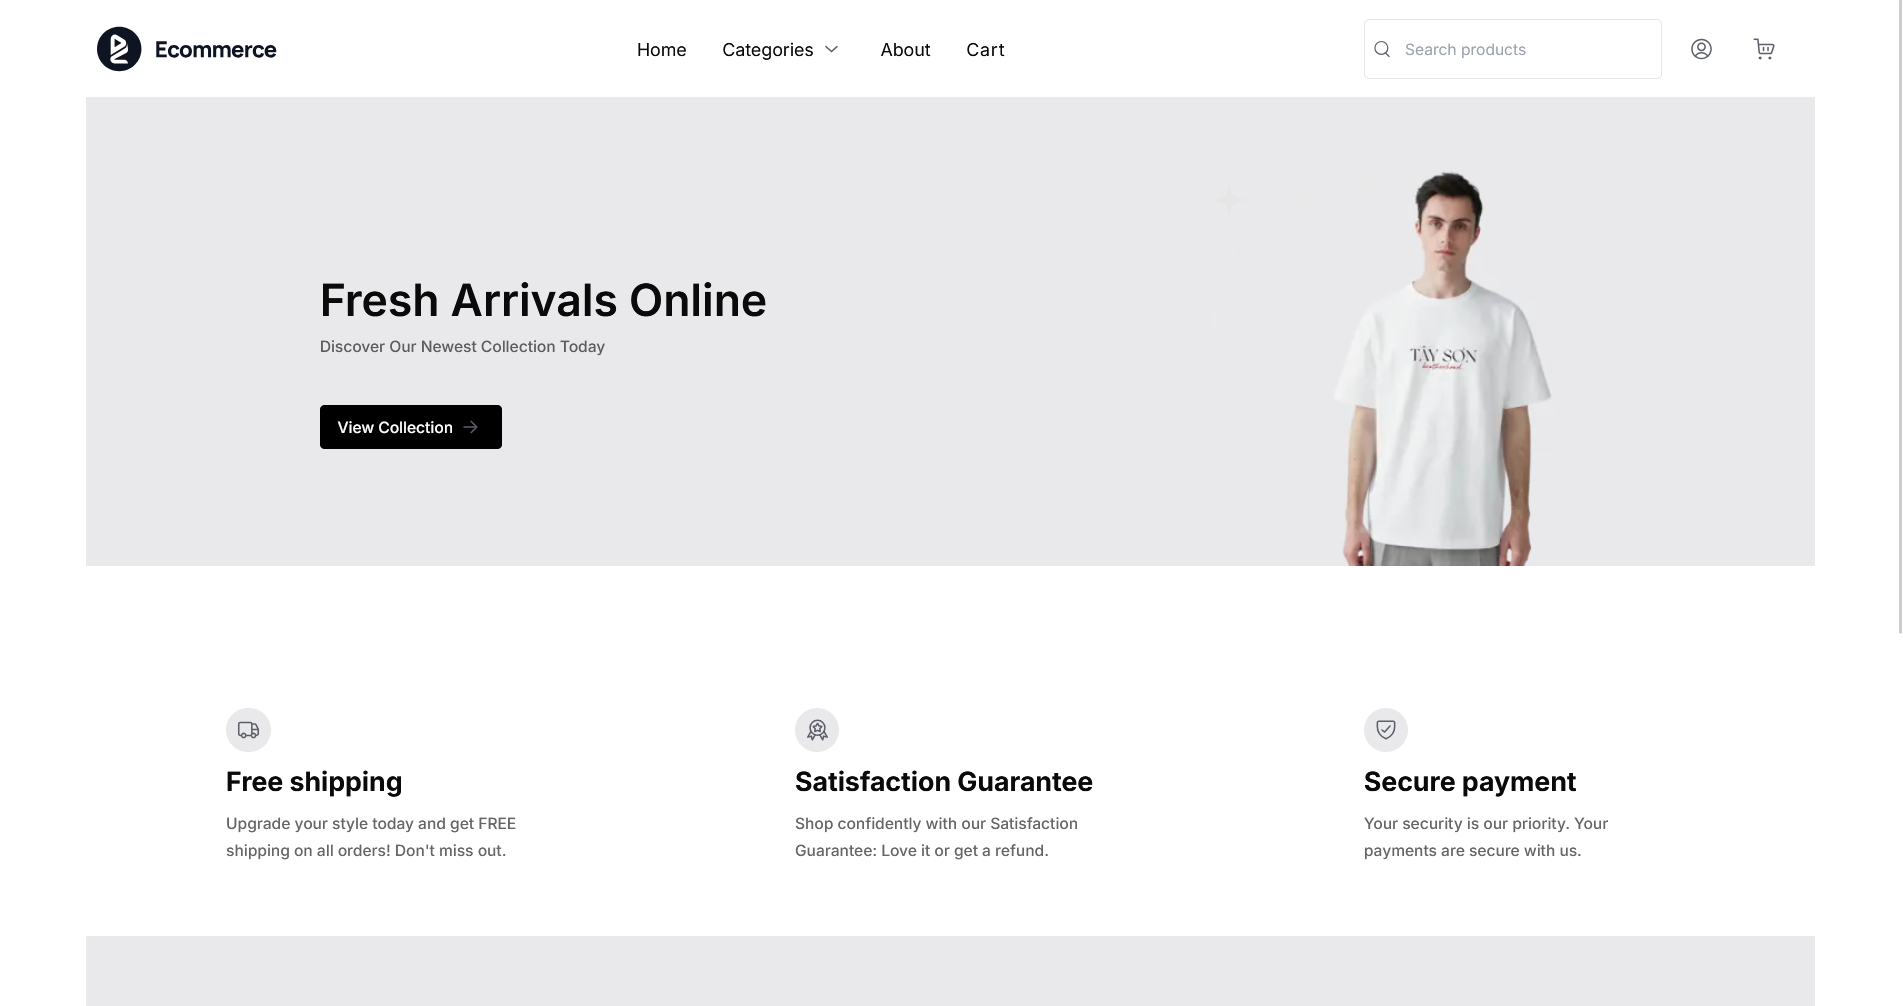 Ecommerce
Home
Categories
About
Cart
Search products
Fresh Arrivals Online
Discover Our Newest Collection Today
View Collection
TÂY SƠN
brotherhood
Free shipping
Upgrade your style today and get FREE
shipping on all orders! Don't miss out.
Satisfaction Guarantee
Shop confidently with our Satisfaction
Guarantee: Love it or get a refund.
Secure payment
Your security is our priority. Your
payments are secure with us.